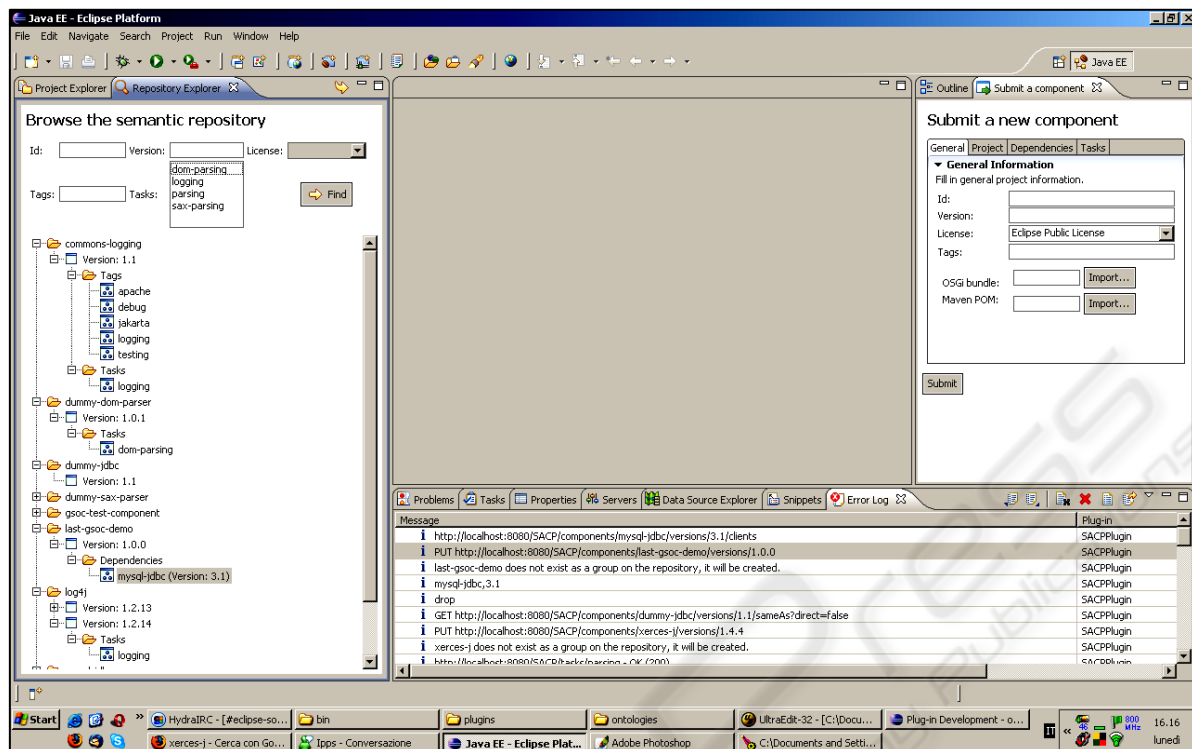 Java EE - Eclipse Platform
File Edit Navigate Search Project Run Window Help
Java EE
Project Explorer Repository Explorer
Browse the semantic repository
Id: Version: License:
Tags: Tasks:
dom-parsing
logging
parsing
sax-parsing
Find
commons-logging
Version: 1.1
Tags
apache
debug
jakarta
logging
testing
Tasks
logging
dummy-dom-parser
Version: 1.0.1
Tasks
dom-parsing
dummy-jdbc
Version: 1.1
dummy-sax-parser
gsoc-test-component
last-gsoc-demo
Version: 1.0.0
Dependencies
mysql-jdbc (Version: 3.1)
log4j
Version: 1.2.13
Version: 1.2.14
Tasks
logging
Outline Submit a component
Submit a new component
General Project Dependencies Tasks
General Information
Fill in general project information.
Id:
Version:
License: Eclipse Public License
Tags:
OSGi bundle: Import...
Maven POM: Import...
Submit
Problems Tasks Properties Servers Data Source Explorer Snippets Error Log
Message Plug-in
http://localhost:8080/SACP/components/mysql-jdbc/versions/3.1/clients SACPPlugin
PUT http://localhost:8080/SACP/components/last-gsoc-demo/versions/1.0.0 SACPPlugin
last-gsoc-demo does not exist as a group on the repository, it will be created. SACPPlugin
mysql-jdbc,3.1 SACPPlugin
drop SACPPlugin
GET http://localhost:8080/SACP/components/dummy-jdbc/versions/1.1/sameAs?direct=false SACPPlugin
PUT http://localhost:8080/SACP/components/xerces-j/versions/1.4.4 SACPPlugin
xerces-j does not exist as a group on the repository, it will be created. SACPPlugin
http://localhost:8080/SACP/tasks/parsing - OK (200) SACPPlugin
Start » HydraIRC - [#eclipse-so... bin plugins ontologies UltraEdit-32 - [C:\Docu... Plug-in Development - o... « 46 800 MHz 16.16
xerces-j - Cerca con Go... Ipps - Conversazione Java EE - Eclipse Plat... Adobe Photoshop C:\Documents and Setti... lunedì